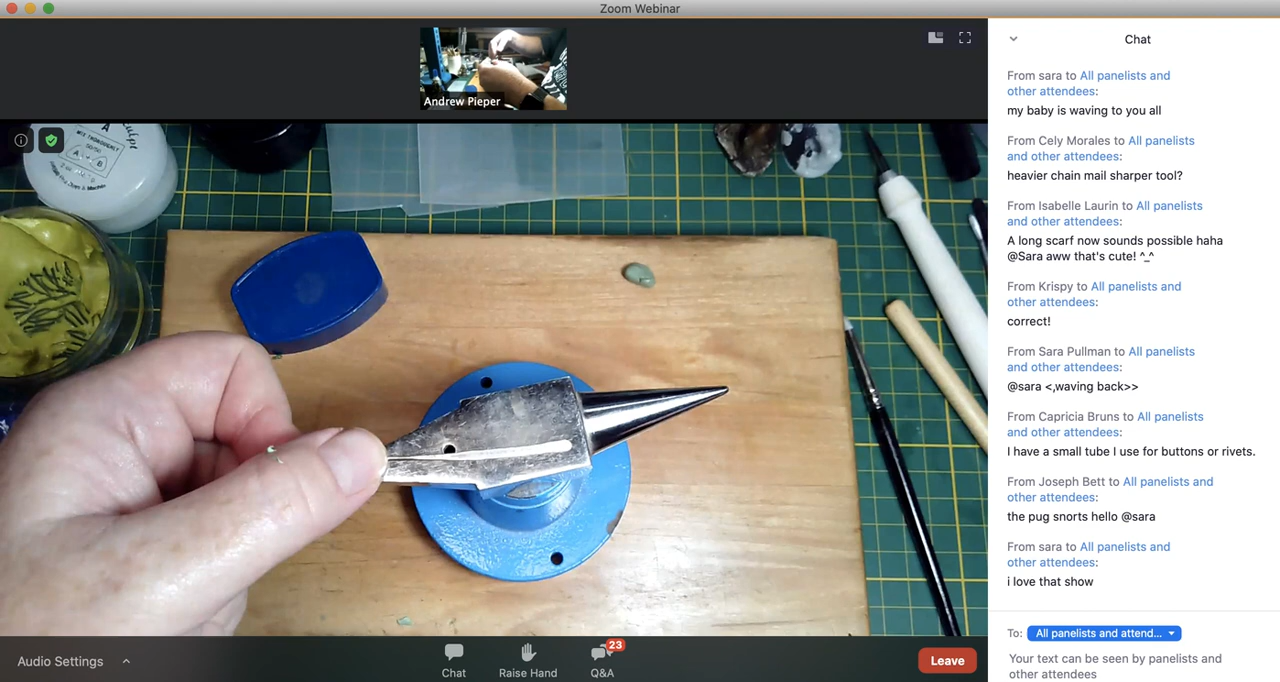 Zoom Webinar
Andrew Pieper
Chat
From sara to All panelists and
other attendees:
my baby is waving to you all
From Cely Morales to All panelists
and other attendees:
heavier chain mail sharper tool?
From Isabelle Laurin to All panelists
and other attendees:
A long scarf now sounds possible haha
@Sara aww that's cute! ^_^
From Krispy to All panelists and
other attendees:
correct!
From Sara Pullman to All panelists
and other attendees:
@sara <,waving back>>
From Capricia Bruns to All panelists
and other attendees:
I have a small tube I use for buttons or rivets.
From Joseph Bett to All panelists
and other attendees:
the pug snorts hello @sara
From sara to All panelists and
other attendees:
i love that show
To: All panelists and attend...
Your text can be seen by panelists and
other attendees
A
MIX THOROUGHLY
50/50
A + B
Audio Settings
Chat
Raise Hand
23
Q&A
Leave